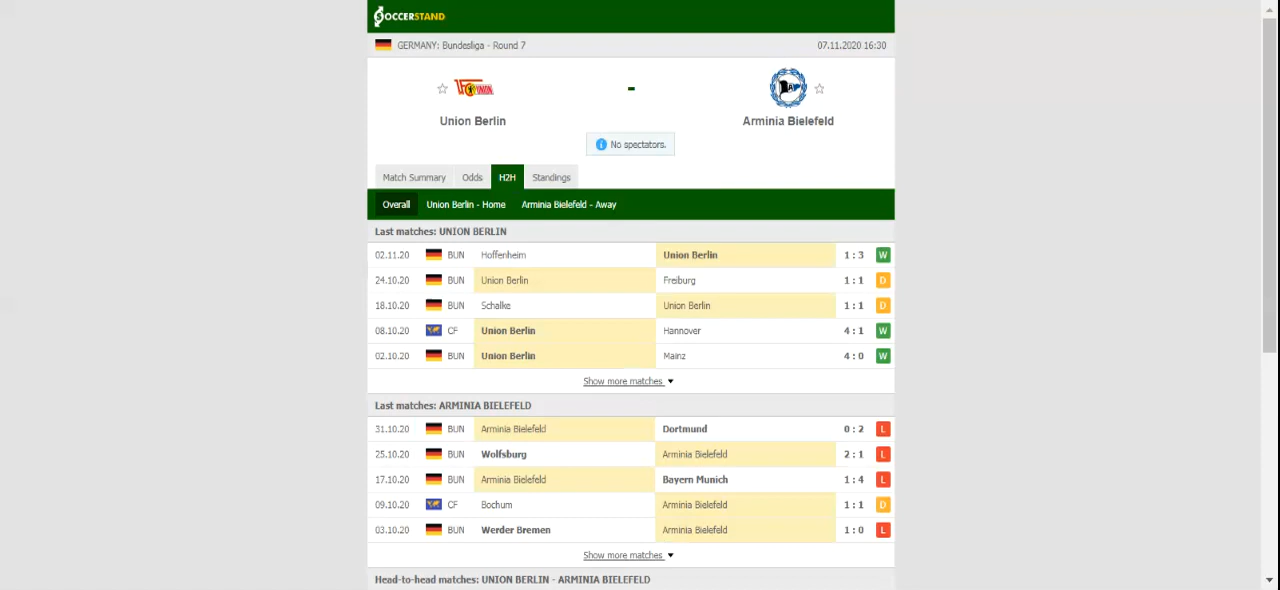 SOCCERSTAND
GERMANY: Bundesliga - Round 7 07.11.2020 16:30
-
Union Berlin Arminia Bielefeld
No spectators.
Match Summary Odds H2H Standings
Overall Union Berlin - Home Arminia Bielefeld - Away
Last matches: UNION BERLIN
02.11.20 BUN Hoffenheim Union Berlin 1 : 3 W
24.10.20 BUN Union Berlin Freiburg 1 : 1 D
18.10.20 BUN Schalke Union Berlin 1 : 1 D
08.10.20 CF Union Berlin Hannover 4 : 1 W
02.10.20 BUN Union Berlin Mainz 4 : 0 W
Show more matches
Last matches: ARMINIA BIELEFELD
31.10.20 BUN Arminia Bielefeld Dortmund 0 : 2 L
25.10.20 BUN Wolfsburg Arminia Bielefeld 2 : 1 L
17.10.20 BUN Arminia Bielefeld Bayern Munich 1 : 4 L
09.10.20 CF Bochum Arminia Bielefeld 1 : 1 D
03.10.20 BUN Werder Bremen Arminia Bielefeld 1 : 0 L
Show more matches
Head-to-head matches: UNION BERLIN - ARMINIA BIELEFELD